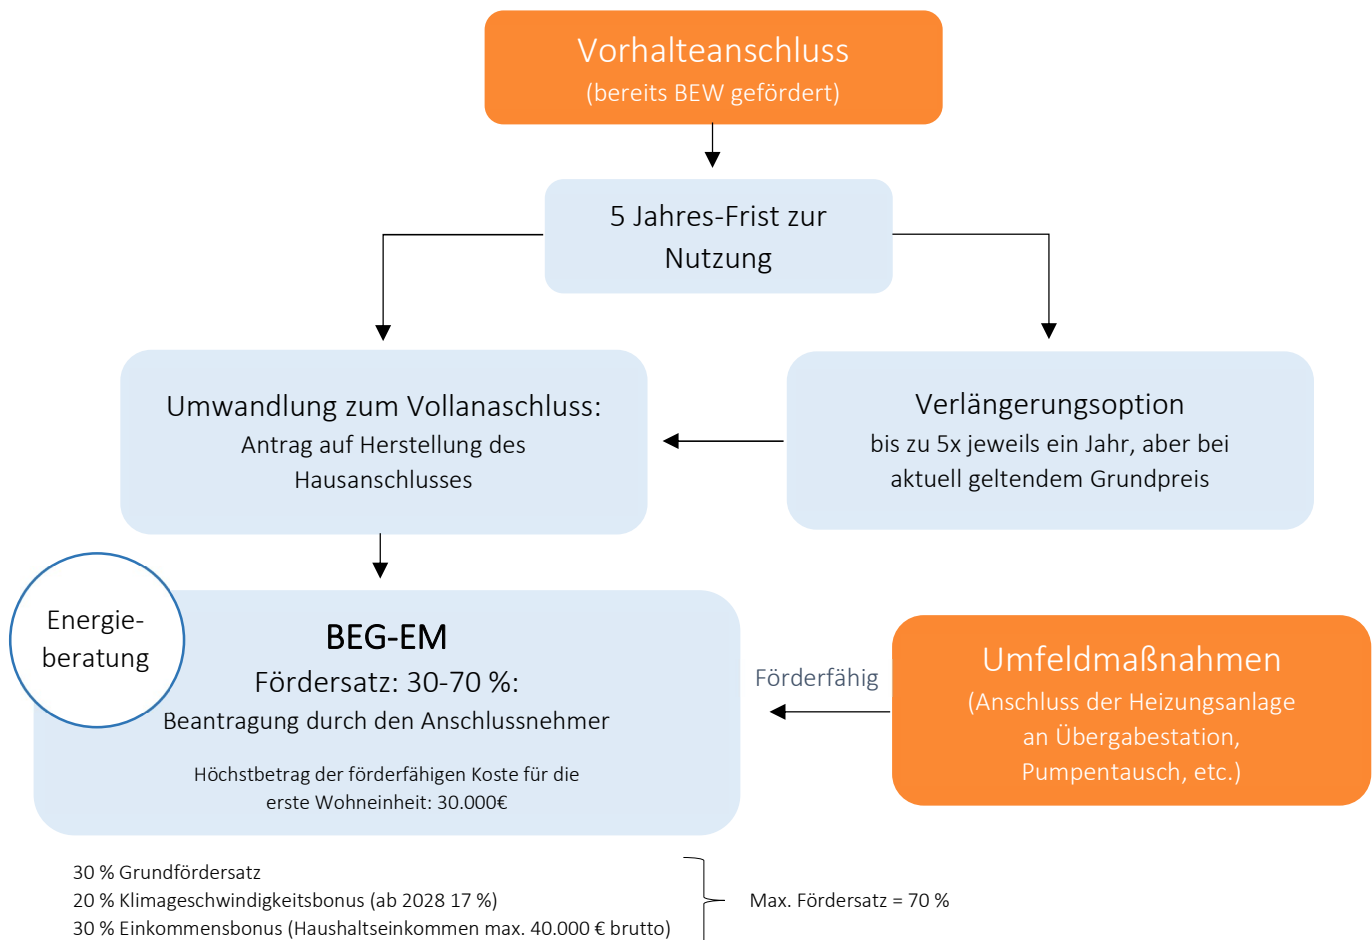 Vorhalteanschluss
(bereits BEW gefördert)
5 Jahres-Frist zur
Nutzung
Umwandlung zum Vollanaschluss:
Antrag auf Herstellung des
Hausanschlusses
Verlängerungsoption
bis zu 5x jeweils ein Jahr, aber bei
aktuell geltendem Grundpreis
Energie-
beratung
BEG-EM
Fördersatz: 30-70 %:
Beantragung durch den Anschlussnehmer
Höchstbetrag der förderfähigen Koste für die
erste Wohneinheit: 30.000€
Förderfähig
Umfeldmaßnahmen
(Anschluss der Heizungsanlage
an Übergabestation,
Pumpentausch, etc.)
30 % Grundfördersatz
20 % Klimageschwindigkeitsbonus (ab 2028 17 %)
30 % Einkommensbonus (Haushaltseinkommen max. 40.000 € brutto)
Max. Fördersatz = 70 %